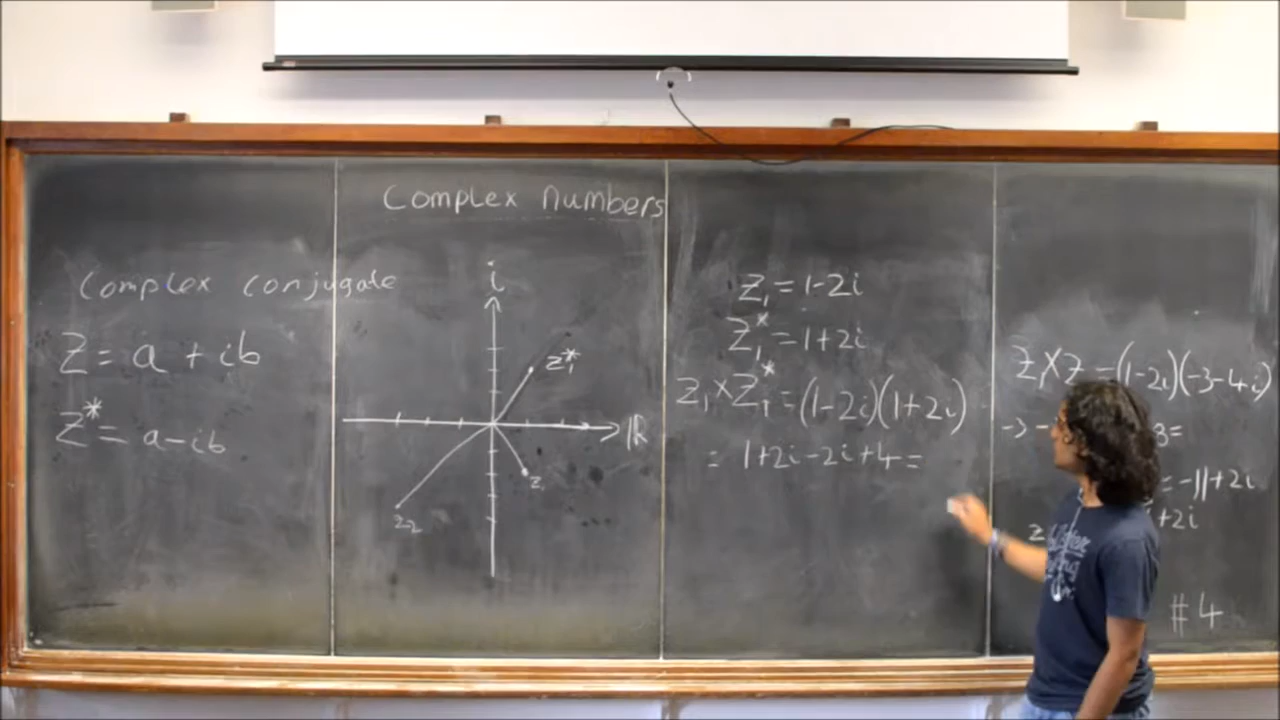 Complex Numbers
Complex conjugate
Z = a + ib
Z* = a - ib
i
Z₁*
IR
Z
Z₂
Z₁ = 1-2i
Z₁* = 1+2i
Z₁ x Z₁* = (1-2i)(1+2i)
= 1+2i-2i+4 =
Z₁ x Z = (1-2i)(-3-4i)
-> - 8=
= -11+2i
z +2i
#4